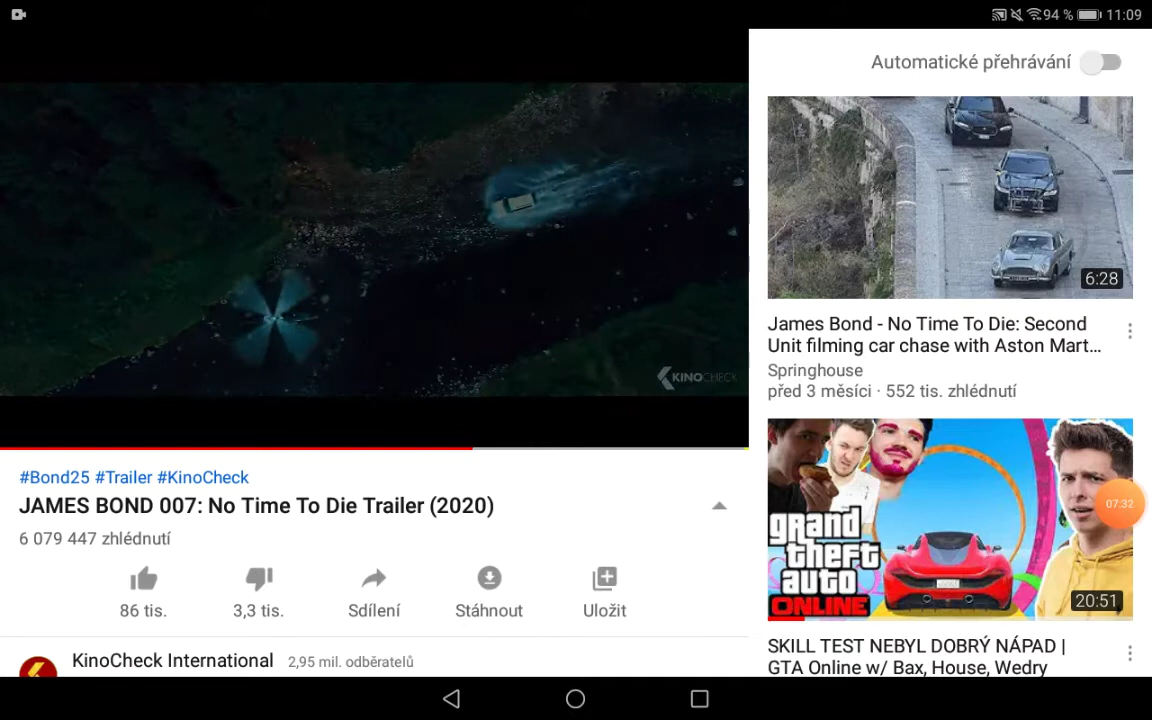 94 % 11:09
KINOCHECK
#Bond25 #Trailer #KinoCheck
JAMES BOND 007: No Time To Die Trailer (2020)
6 079 447 zhlédnutí
86 tis. 3,3 tis. Sdílení Stáhnout Uložit
KinoCheck International 2,95 mil. odběratelů
Automatické přehrávání
6:28
James Bond - No Time To Die: Second
Unit filming car chase with Aston Mart...
Springhouse
před 3 měsíci · 552 tis. zhlédnutí
grand
theft
auto
ONLINE
07:32
20:51
SKILL TEST NEBYL DOBRÝ NÁPAD |
GTA Online w/ Bax, House, Wedry